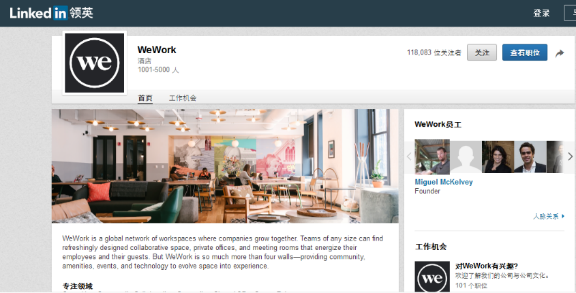 Linked in 领英
登录
we
WeWork
酒店
1001-5000 人
118,083 位关注者
关注
查看职位
首页
工作机会
WeWork员工
Miguel McKelvey
Founder
人脉关系
WeWork is a global network of workspaces where companies grow together. Teams of any size can find
refreshingly designed collaborative space, private offices, and meeting rooms that energize their
employees and their guests. But WeWork is so much more than four walls—providing community,
amenities, events, and technology to evolve space into experience.
专注领域
工作机会
we
对WeWork有兴趣?
欢迎了解我们的公司与公司文化。
101 个职位